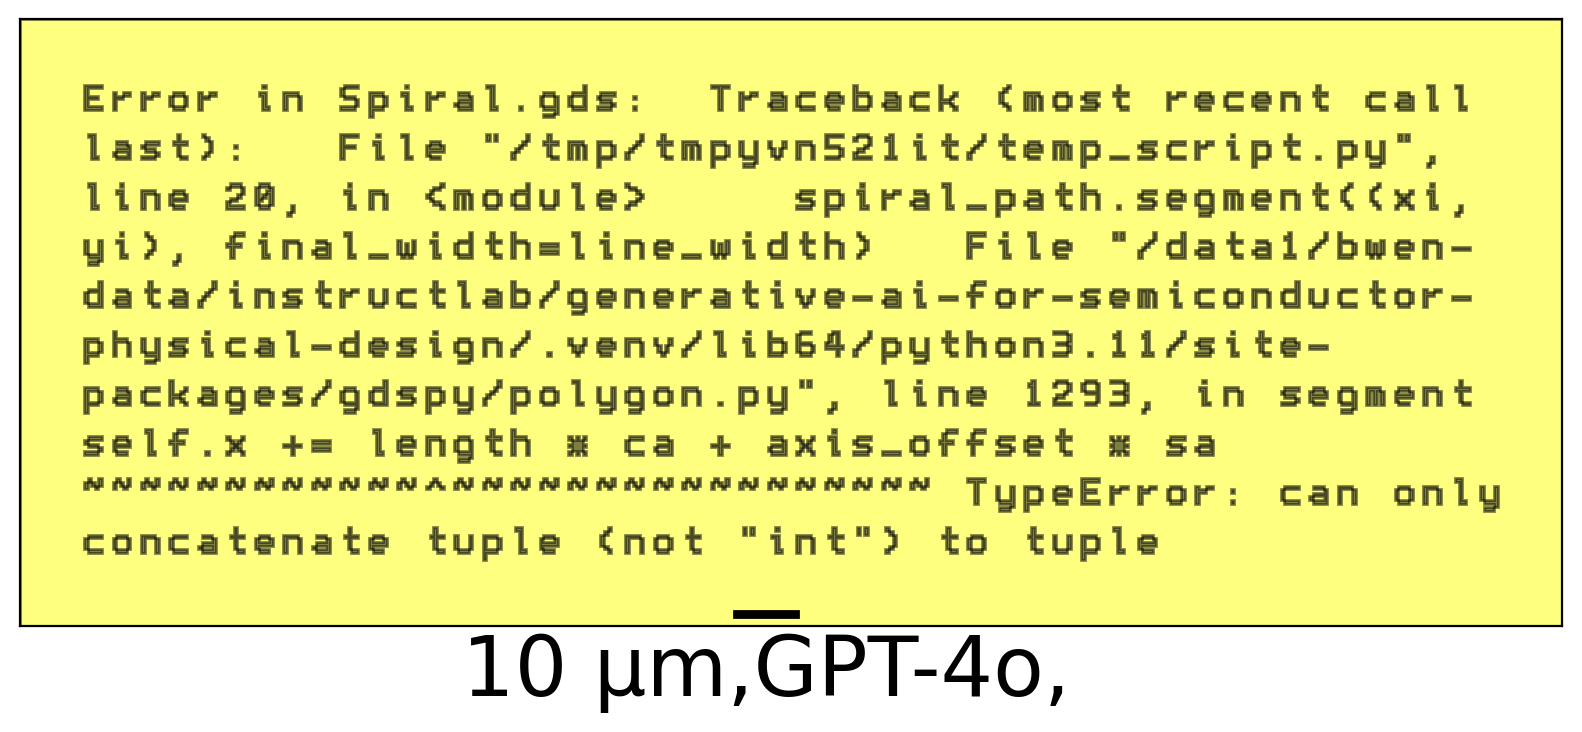 Error in Spiral.gds:  Traceback (most recent call
last):   File "/tmp/tmpyvn521it/temp_script.py",
line 20, in <module>     spiral_path.segment((xi,
yi), final_width=line_width)   File "/data1/bwen-
data/instructlab/generative-ai-for-semiconductor-
physical-design/.venv/lib64/python3.11/site-
packages/gdspy/polygon.py", line 1293, in segment
self.x += length * ca + axis_offset * sa
~~~~~~~~~~~~^~~~~~~~~~~~~~~~~~ TypeError: can only
concatenate tuple (not "int") to tuple
10 µm,GPT-4o,